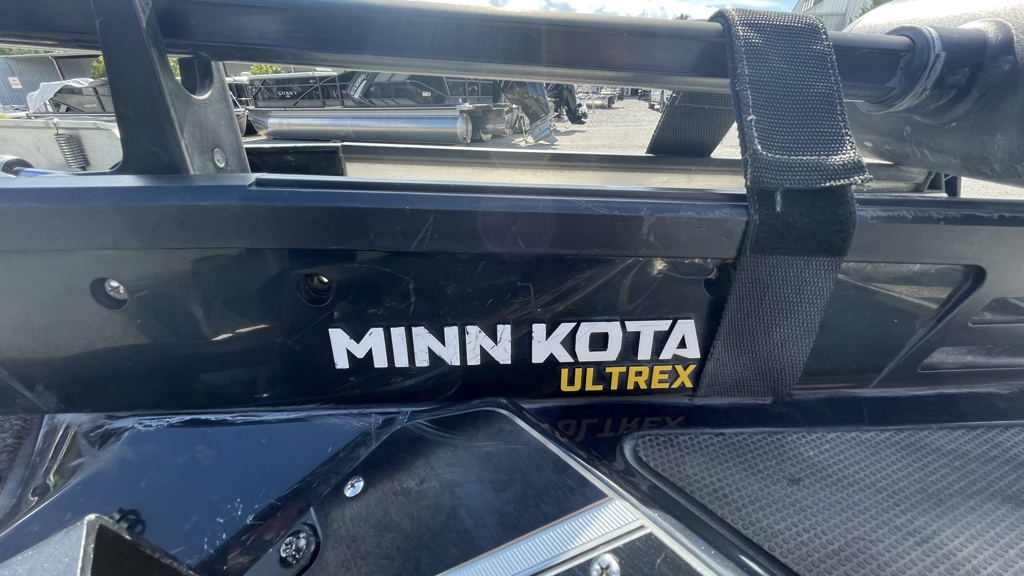 MINN KOTA
ULTREX